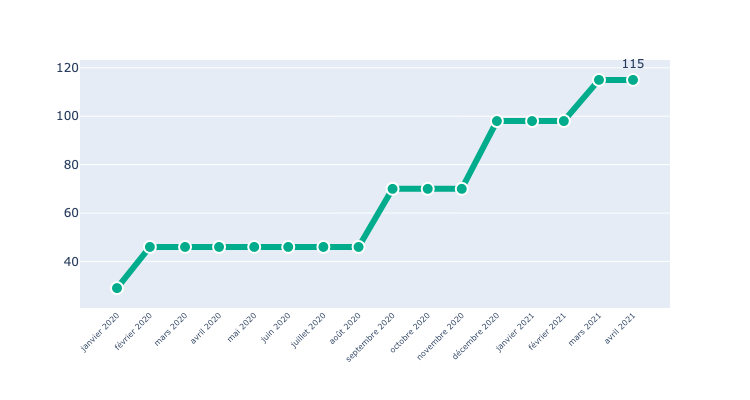 115
120
100
80
60
40
janvier 2020
février 2020
mars 2020
avril 2020
mai 2020
juin 2020
juillet 2020
août 2020
septembre 2020
octobre 2020
novembre 2020
décembre 2020
janvier 2021
février 2021
mars 2021
avril 2021